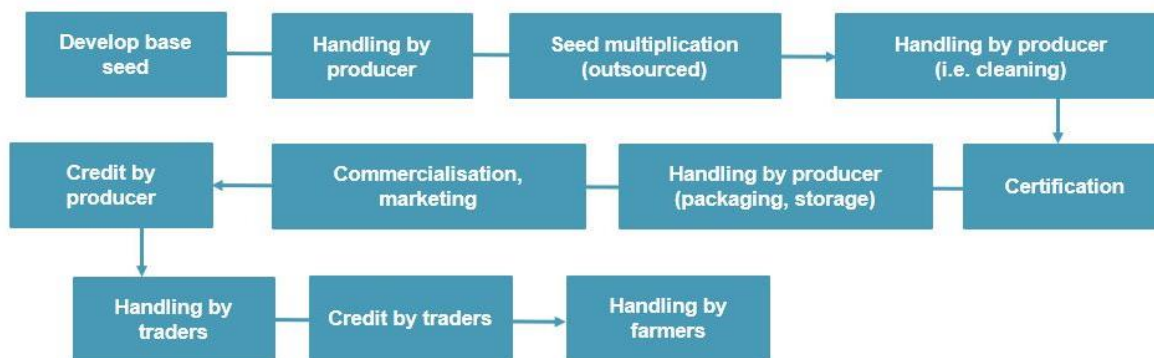 Develop base
seed
Handling by
producer
Seed multiplication
(outsourced)
Handling by producer
(i.e. cleaning)
Certification
Handling by producer
(packaging, storage)
Commercialisation,
marketing
Credit by
producer
Handling by
traders
Credit by traders
Handling by
farmers